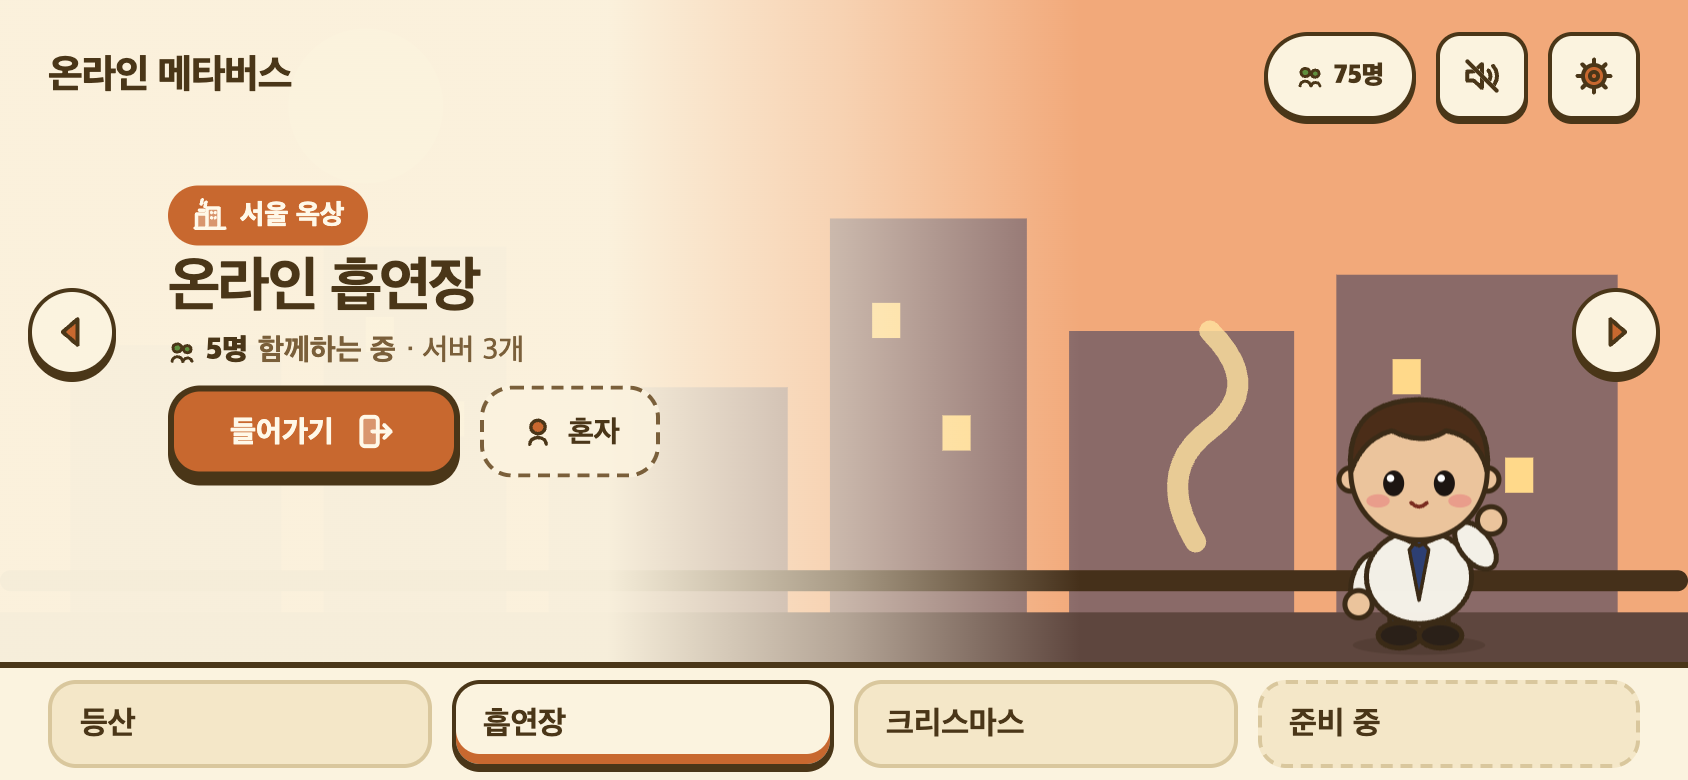 온라인 메타버스
75명
서울 옥상
온라인 흡연장
5명 함께하는 중 · 서버 3개
들어가기
혼자
등산
흡연장
크리스마스
준비 중